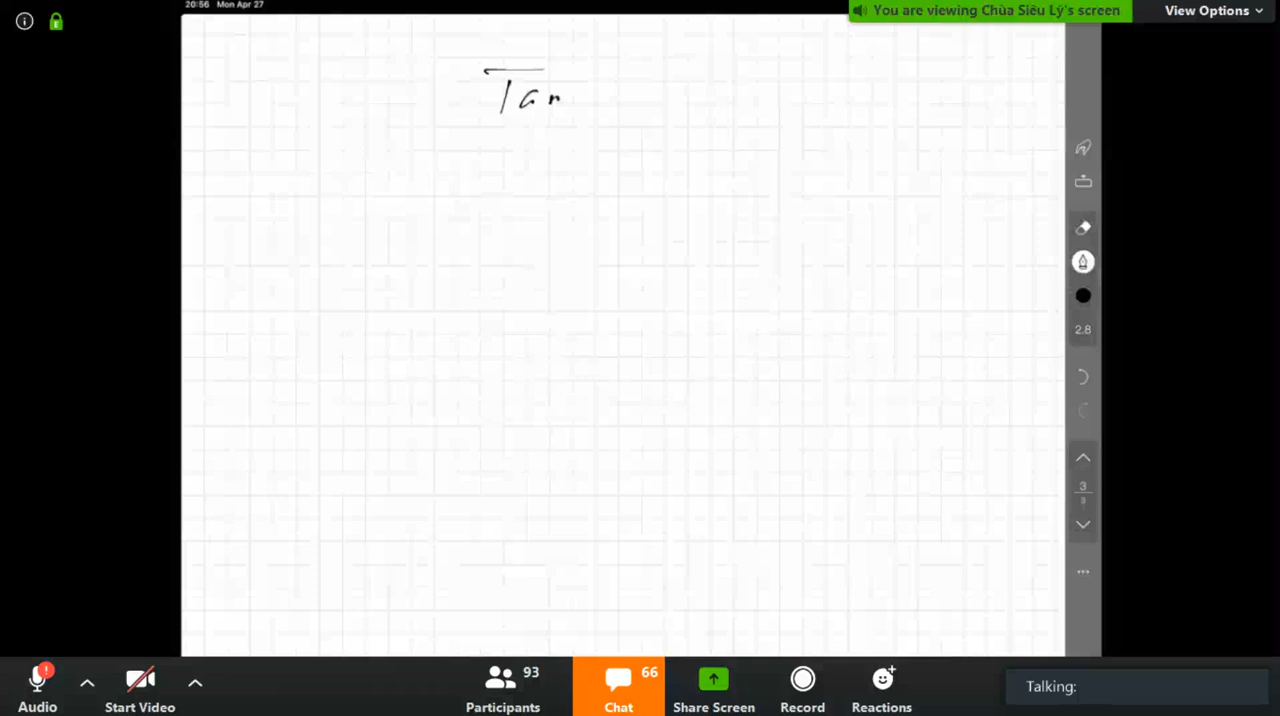 20:56 Mon Apr 27
You are viewing Chùa Siêu Lý's screen
View Options
Tam
2.8
3
Audio
Start Video
93
Participants
66
Chat
Share Screen
Record
Reactions
Talking: